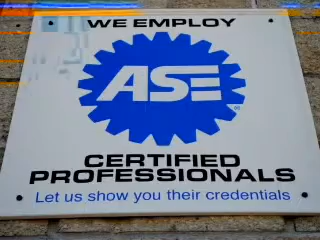 WE EMPLOY
ASE
CERTIFIED
PROFESSIONALS
Let us show you their credentials